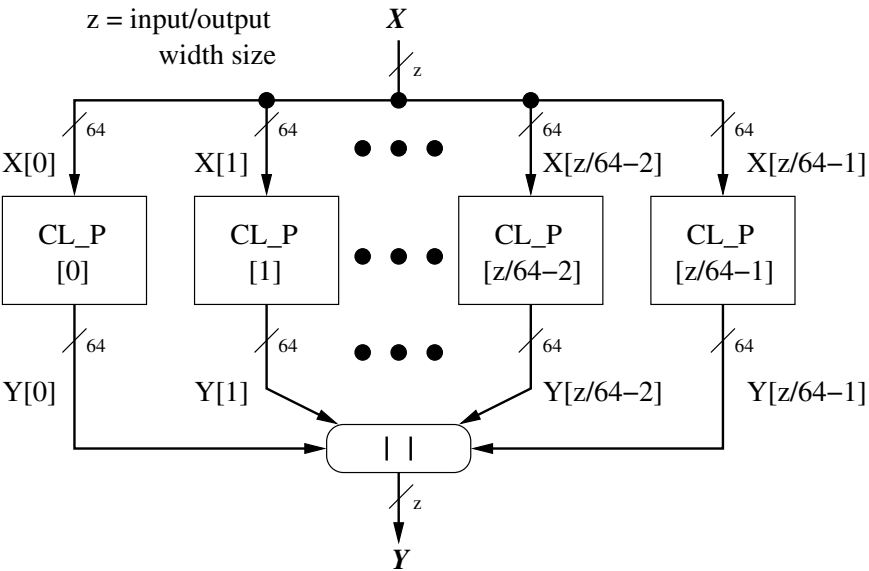 z = input/output
width size
X
z
64
64
64
64
X[0]
X[1]
X[z/64−2]
X[z/64−1]
CL_P
[0]
CL_P
[1]
CL_P
[z/64−2]
CL_P
[z/64−1]
64
64
64
64
Y[0]
Y[1]
Y[z/64−2]
Y[z/64−1]
| |
z
Y